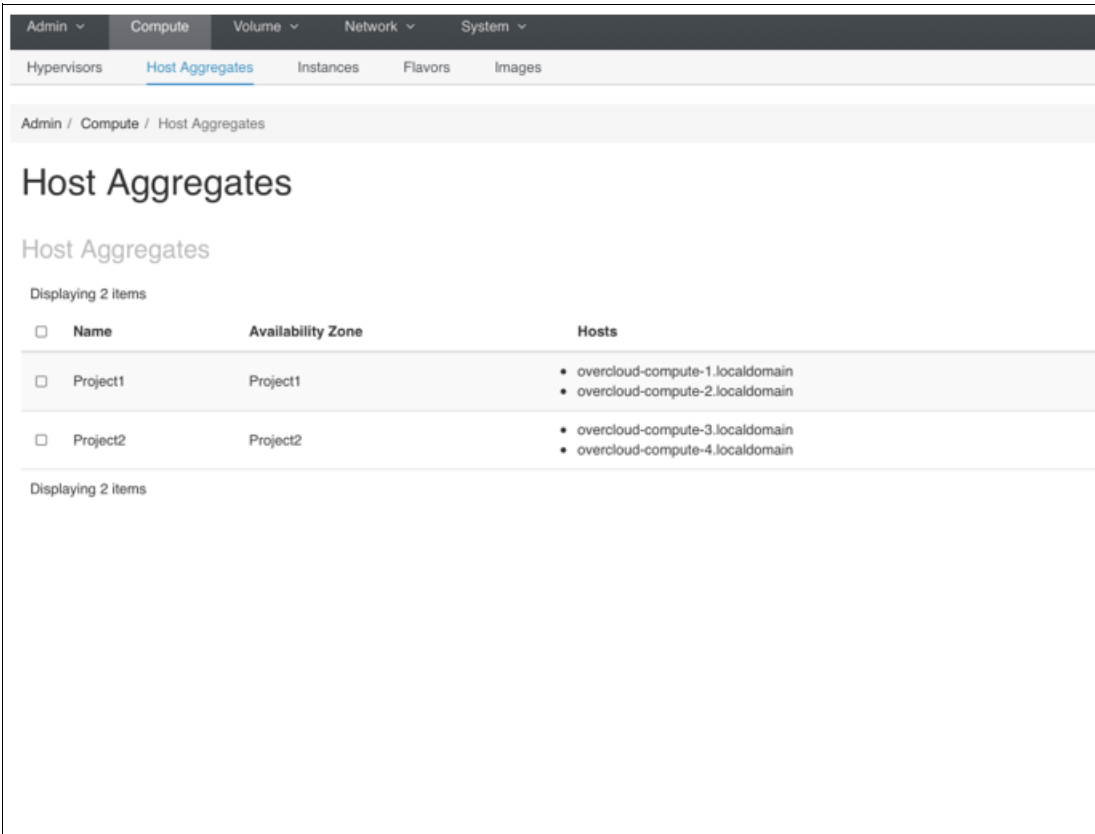 Admin Compute Volume Network System
Hypervisors Host Aggregates Instances Flavors Images
Admin / Compute / Host Aggregates
Host Aggregates
Host Aggregates
Displaying 2 items
Name Availability Zone Hosts
Project1 Project1 • overcloud-compute-1.localdomain
• overcloud-compute-2.localdomain
Project2 Project2 • overcloud-compute-3.localdomain
• overcloud-compute-4.localdomain
Displaying 2 items